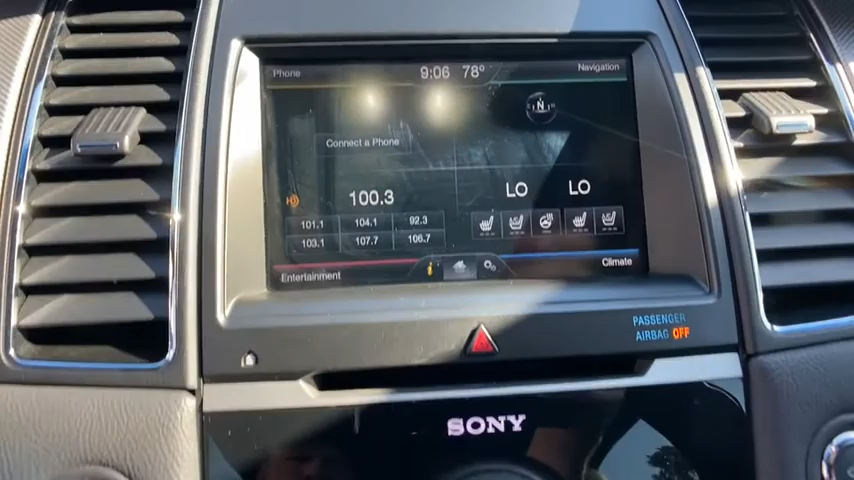 Phone 9:06 78° Navigation
N
Connect a Phone
100.3 LO LO
101.1 104.1 92.3
103.1 107.7 106.7
Entertainment Climate
PASSENGER
AIRBAG OFF
SONY